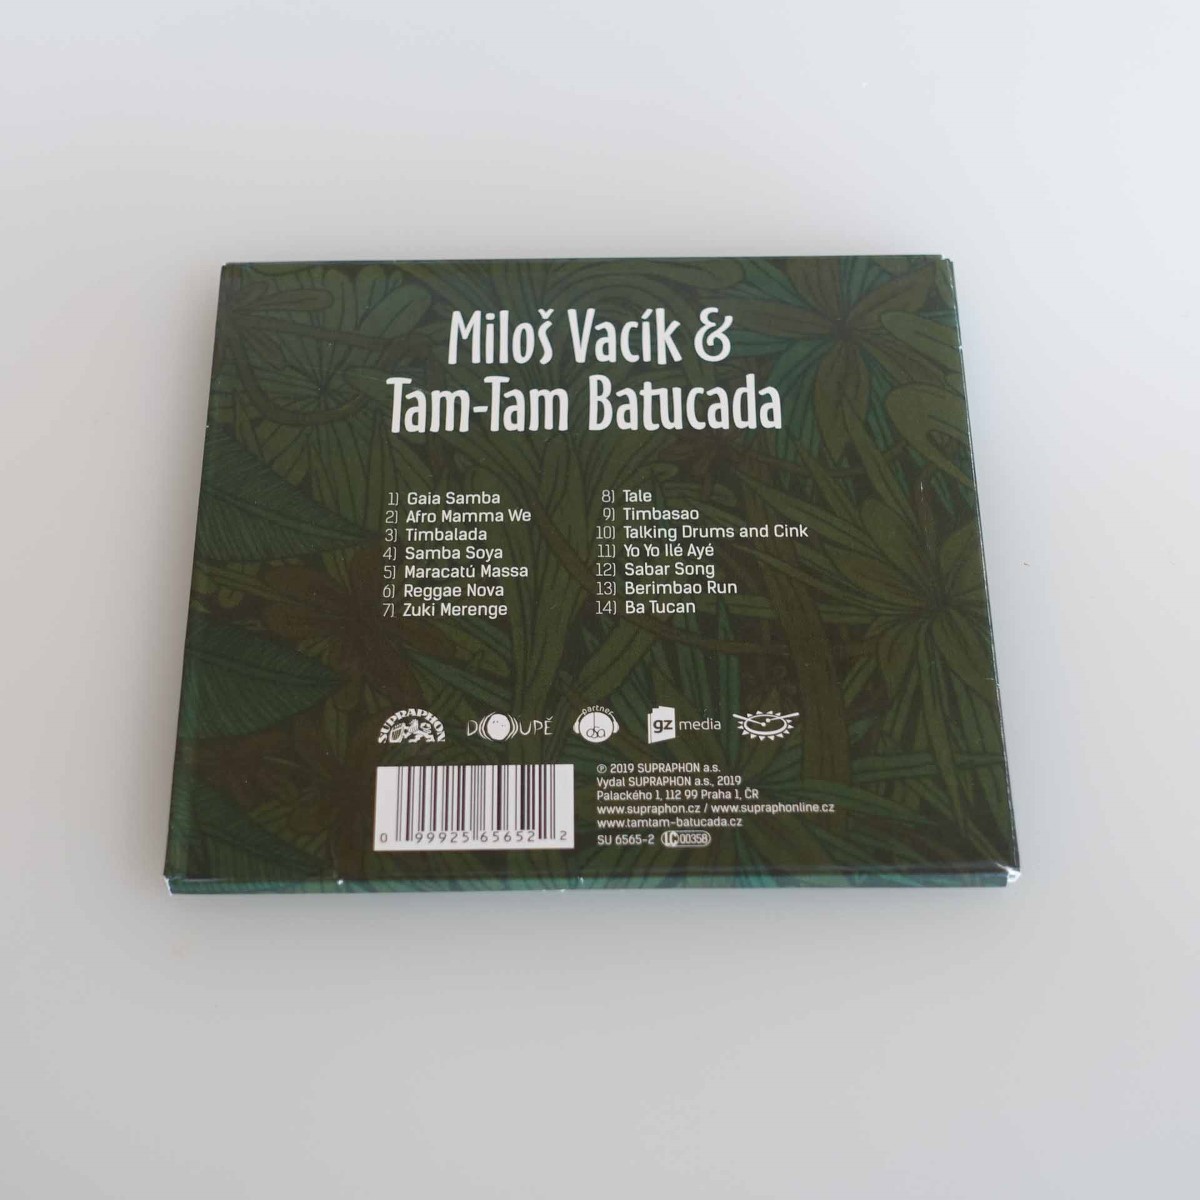 Miloš Vacík &
Tam-Tam Batucada
1) Gaia Samba
2) Afro Mamma We
3) Timbalada
4) Samba Soya
5) Maracatú Massa
6) Reggae Nova
7) Zuki Merenge
8) Tale
9) Timbasao
10) Talking Drums and Cink
11) Yo Yo Ilé Ayé
12) Sabar Song
13) Berimbao Run
14) Ba Tucan
SUPRAPHON
DOUPĚ
partner
osa
gz media
0 99925 65652 2
℗ 2019 SUPRAPHON a.s.
Vydal SUPRAPHON a.s., 2019
Palackého 1, 112 99 Praha 1, ČR
www.supraphon.cz / www.supraphonline.cz
www.tamtam-batucada.cz
SU 6565-2 LC 00358